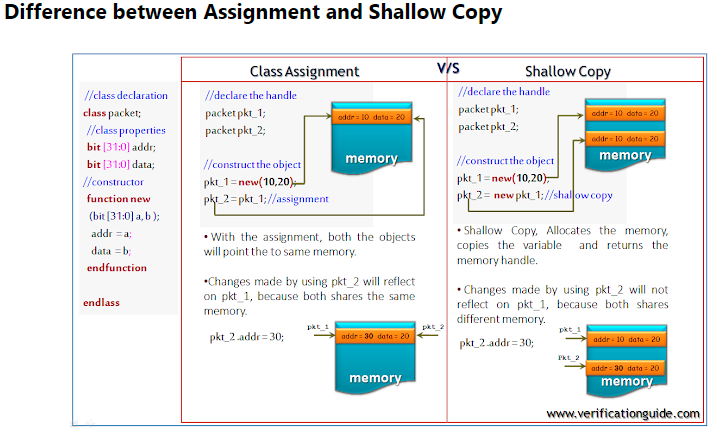 Difference between Assignment and Shallow Copy
Class Assignment
V/S
Shallow Copy
//class declaration
class packet;
//class properties
bit [31:0] addr;
bit [31:0] data;
//constructor
function new
(bit [31:0] a, b );
addr = a;
data = b;
endfunction
endlass
//declare the handle
packet pkt_1;
packet pkt_2;
//construct the object
pkt_1 = new(10,20);
pkt_2 = pkt_1;//assignment
addr = 10 data = 20
memory
• With the assignment, both the objects
will point the to same memory.
•Changes made by using pkt_2 will reflect
on pkt_1, because both shares the same
memory.
pkt_2.addr = 30;
pkt_1
pkt_2
addr = 30 data = 20
memory
//declare the handle
packet pkt_1;
packet pkt_2;
//construct the object
pkt_1 = new(10,20);
pkt_2 = new pkt_1;//shallow copy
addr = 10 data = 20
addr = 10 data = 20
memory
• Shallow Copy, Allocates the memory,
copies the variable and returns the
memory handle.
• Changes made by using pkt_2 will not
reflect on pkt_1, because both shares
different memory.
pkt_2.addr = 30;
pkt_1
addr = 10 data = 20
Pkt_2
addr = 30 data = 20
memory
www.verificationguide.com